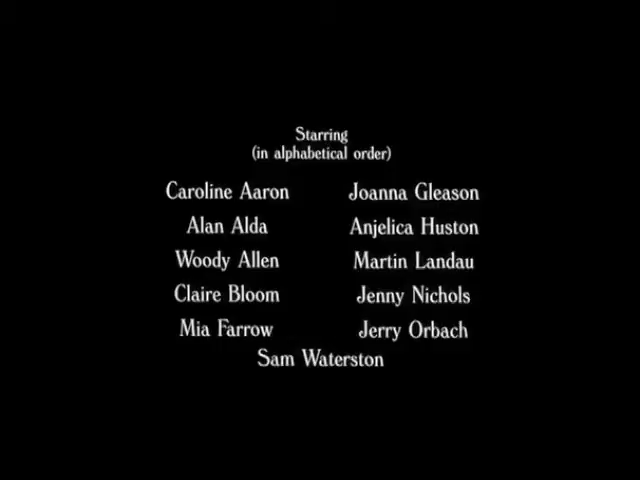 Starring
(in alphabetical order)
Caroline Aaron
Alan Alda
Woody Allen
Claire Bloom
Mia Farrow
Joanna Gleason
Anjelica Huston
Martin Landau
Jenny Nichols
Jerry Orbach
Sam Waterston